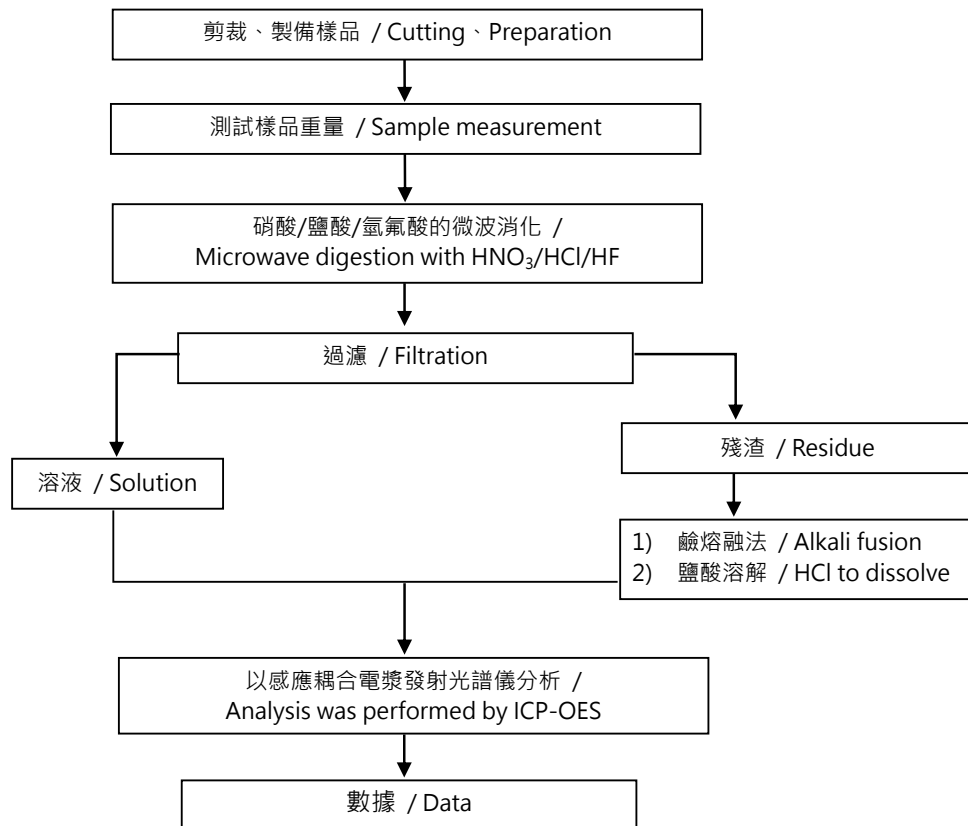 剪裁、製備樣品 / Cutting、Preparation
測試樣品重量 / Sample measurement
硝酸/鹽酸/氫氟酸的微波消化 /
Microwave digestion with HNO₃/HCl/HF
過濾 / Filtration
溶液 / Solution
殘渣 / Residue
1) 鹼熔融法 / Alkali fusion
2) 鹽酸溶解 / HCl to dissolve
以感應耦合電漿發射光譜儀分析 /
Analysis was performed by ICP-OES
數據 / Data